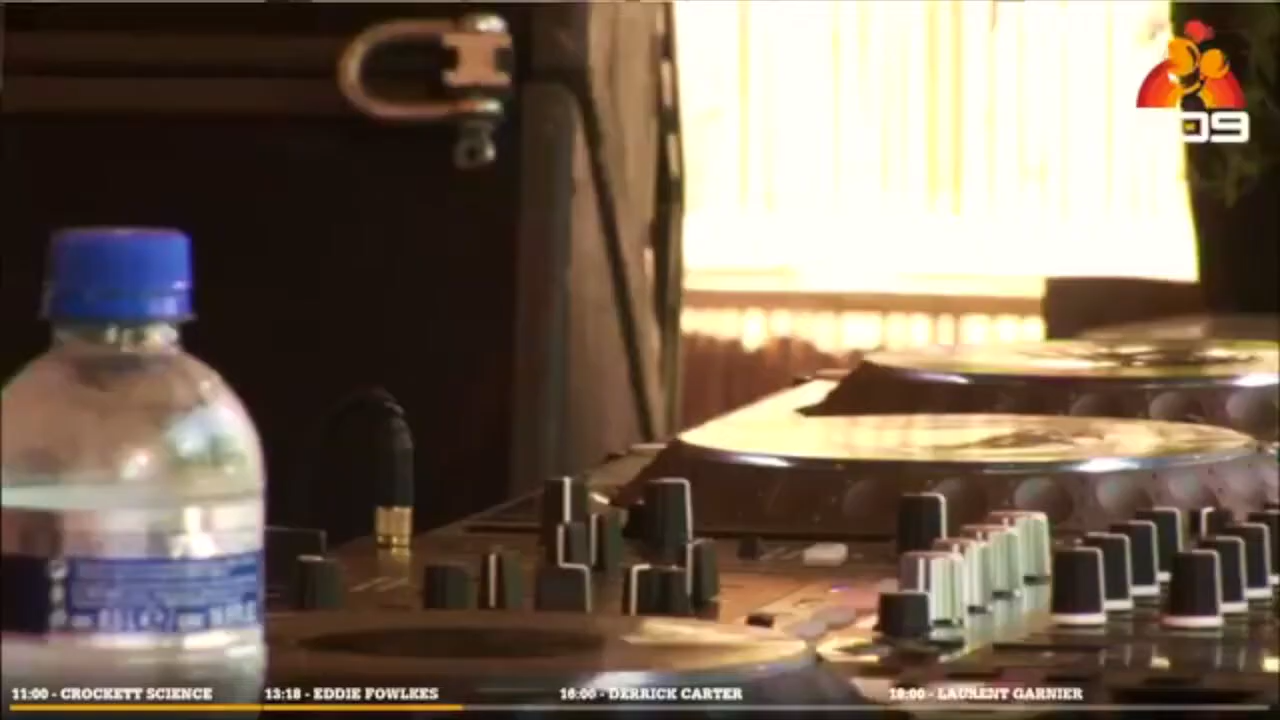 09
11:00 - CROCKETT SCIENCE
13:18 - EDDIE FOWLKES
16:00 - DERRICK CARTER
18:00 - LAURENT GARNIER